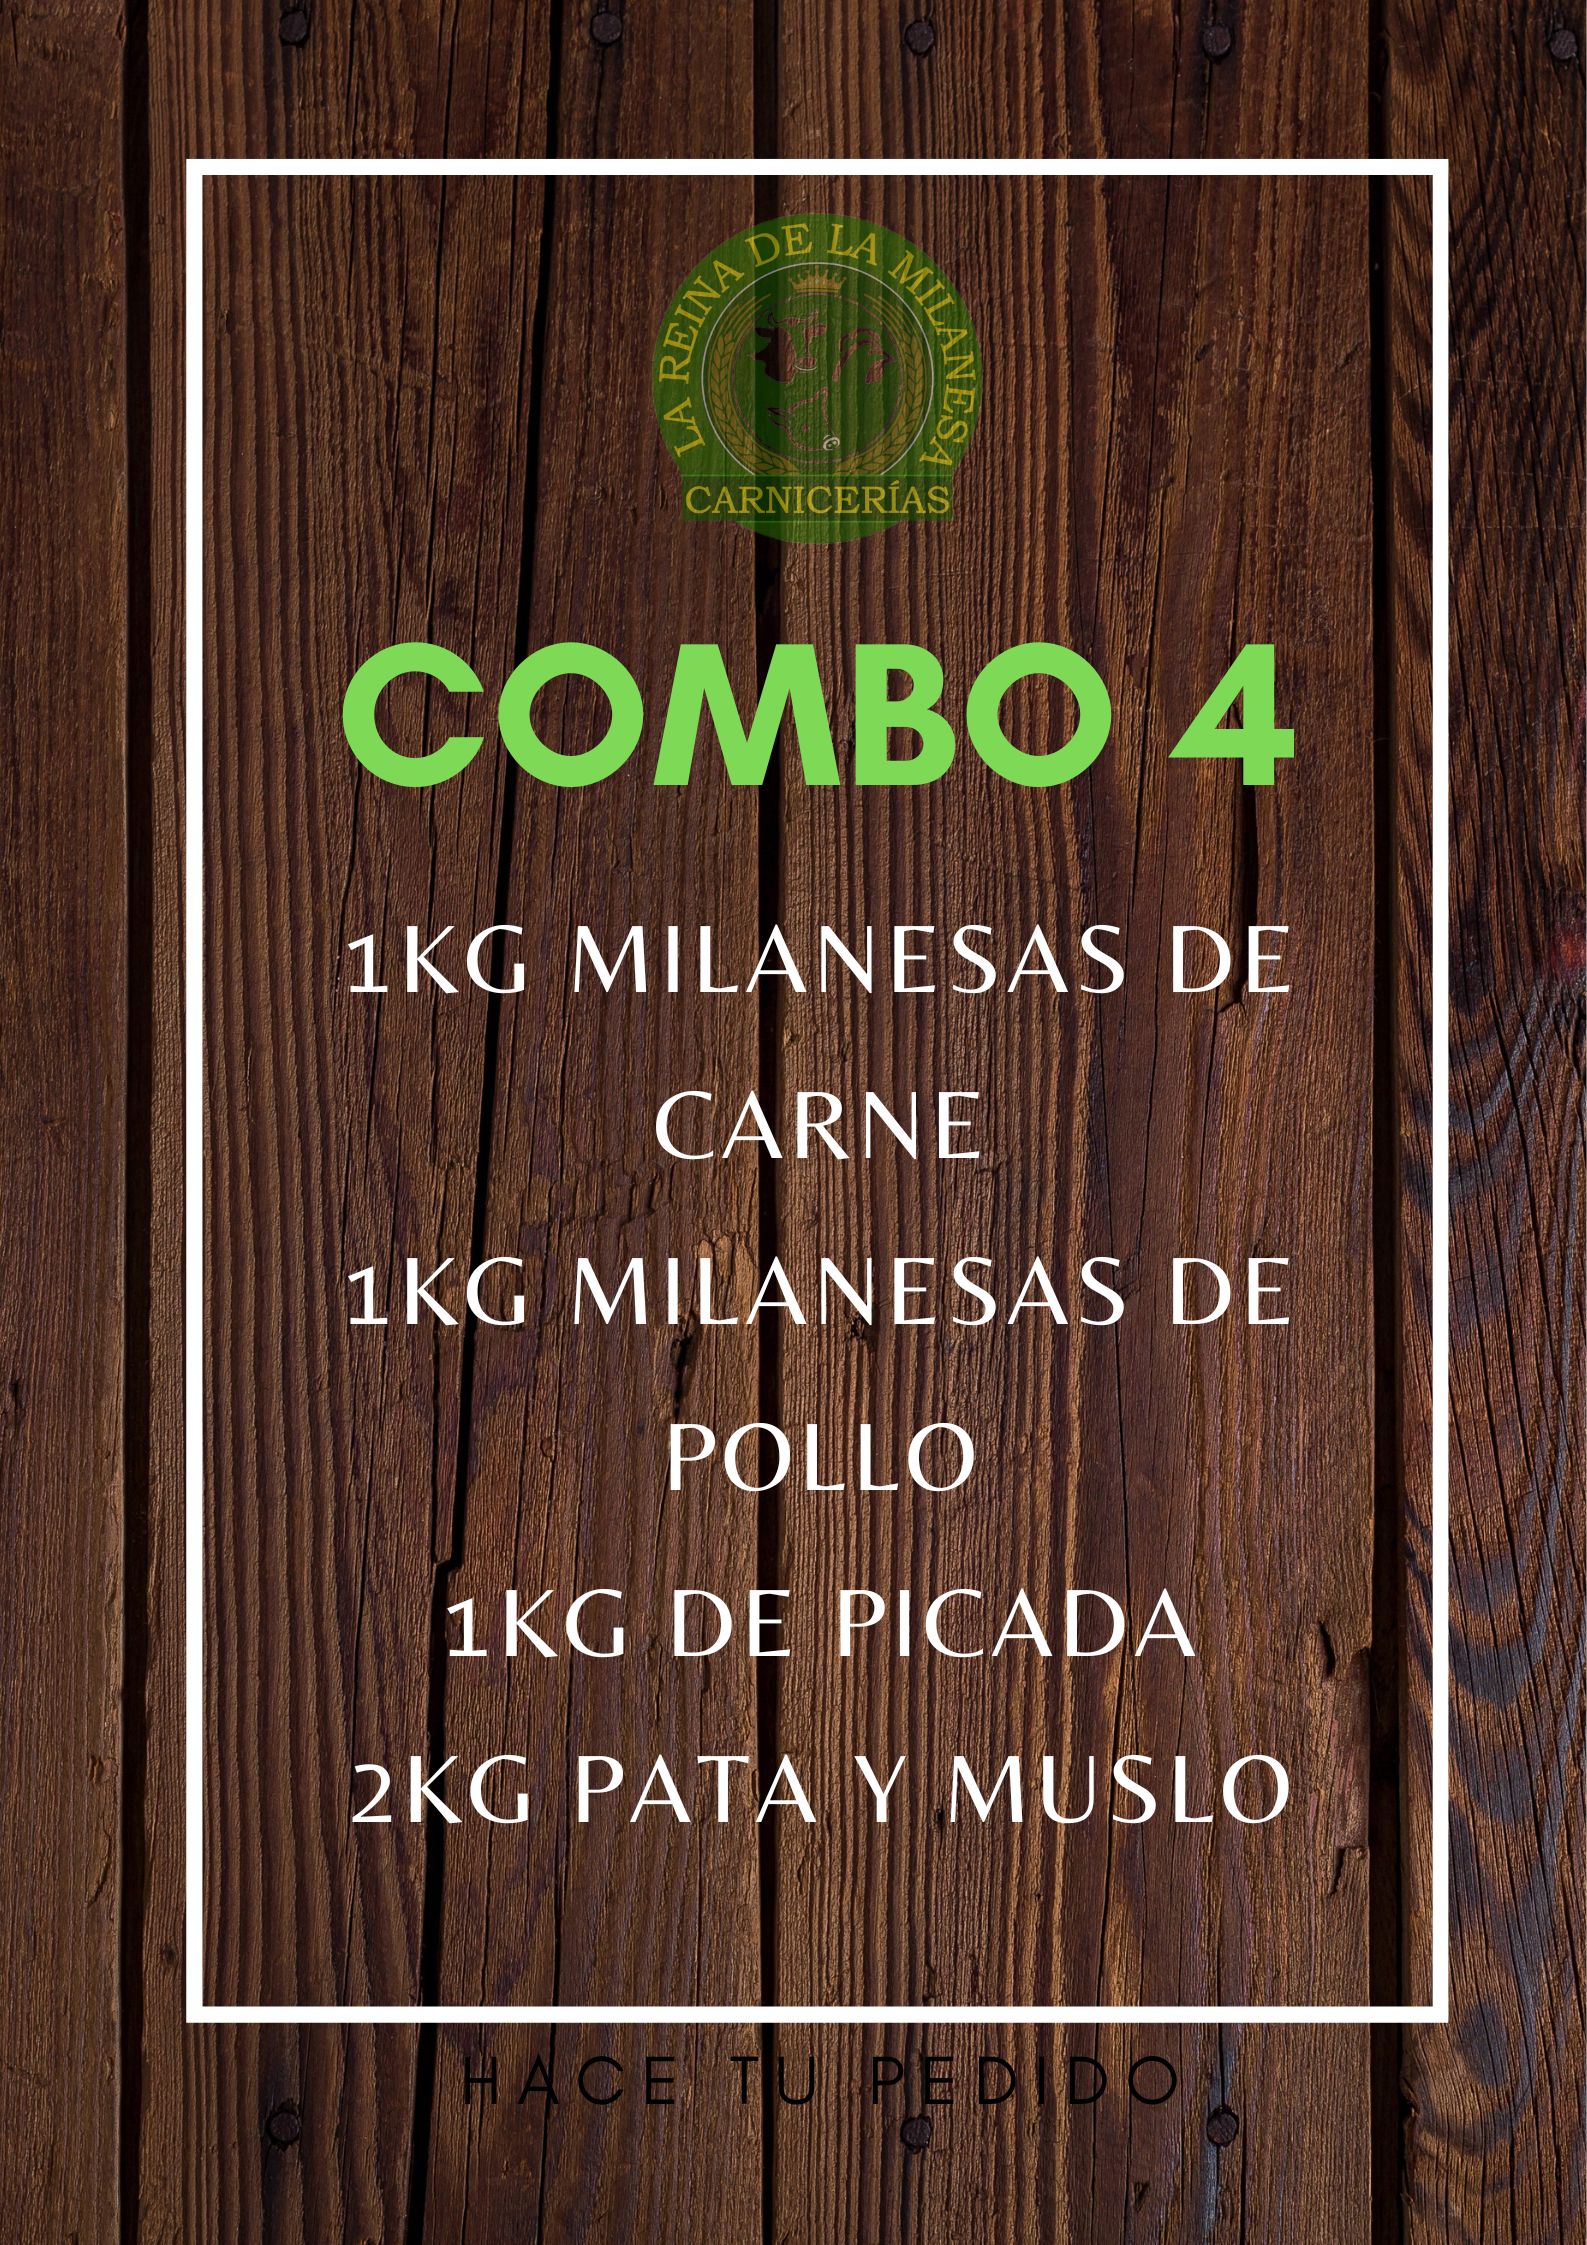 LA REINA DE LA MILANESA
CARNICERÍAS
COMBO 4
1KG MILANESAS DE
CARNE
1KG MILANESAS DE
POLLO
1KG DE PICADA
2KG PATA Y MUSLO
HACE TU PEDIDO